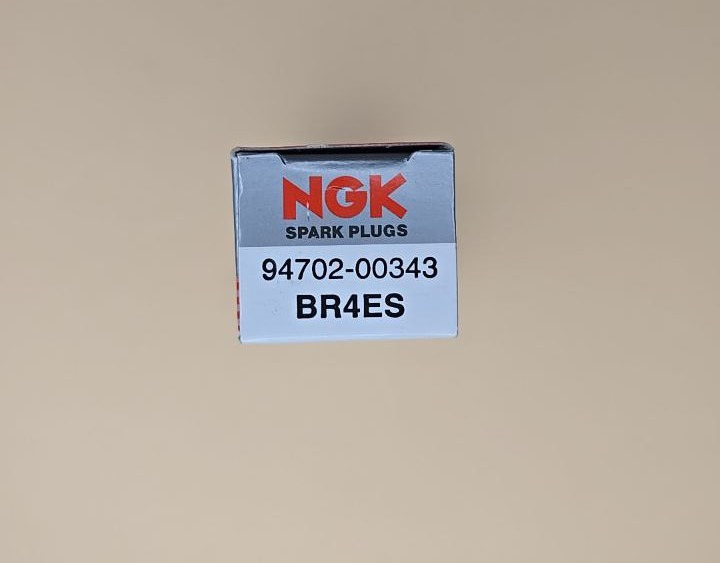 NGK
SPARK PLUGS
94702-00343
BR4ES